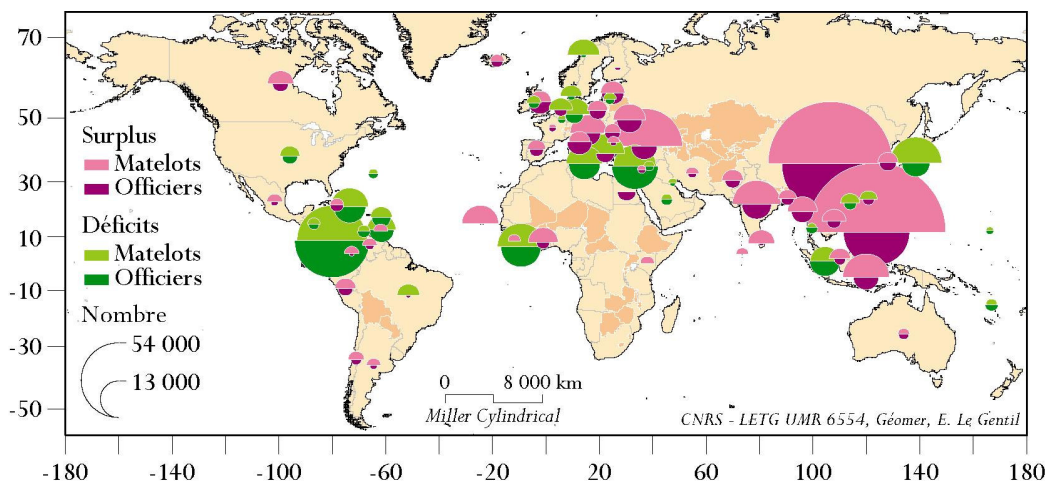 70
50
30
10
-10
-30
-50
Surplus
Matelots
Officiers
Déficits
Matelots
Officiers
Nombre
54 000
13 000
0 8 000 km
Miller Cylindrical
CNRS - LETG UMR 6554, Géomer, E. Le Gentil
-180 -140 -100 -60 -20 20 60 100 140 180